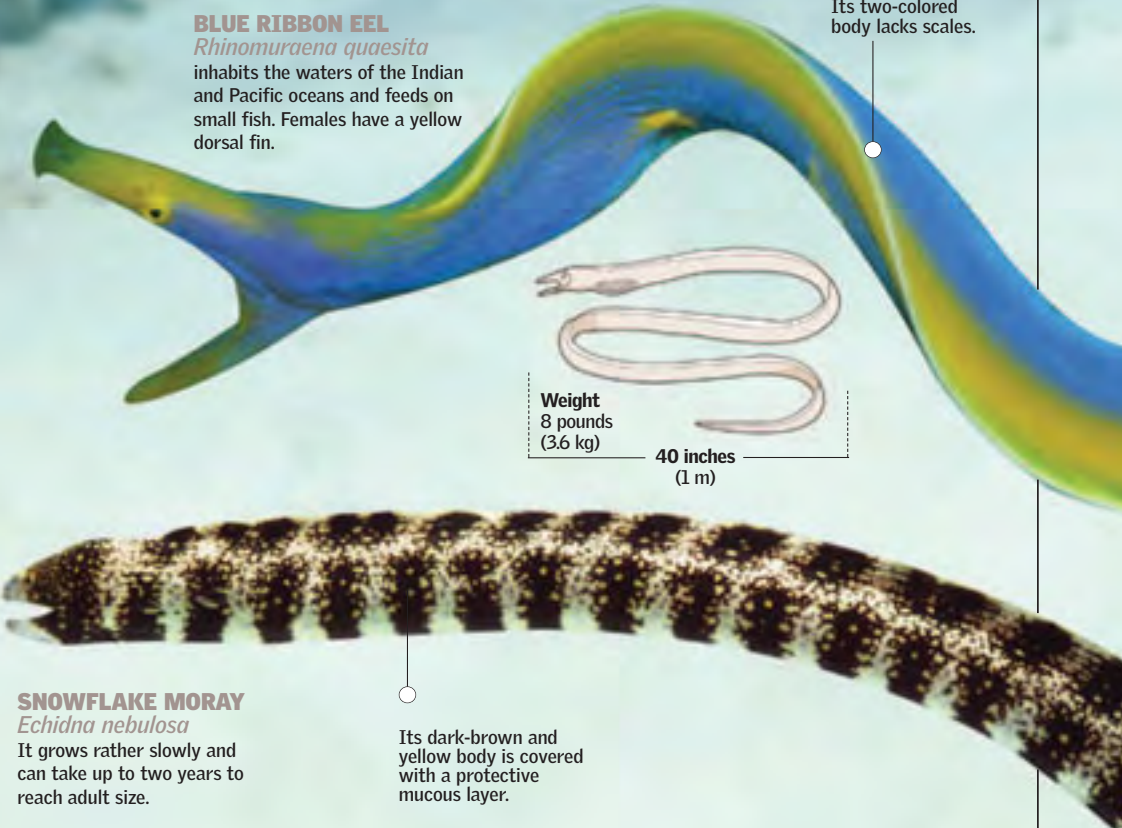 BLUE RIBBON EEL
Rhinomuraena quaesita
inhabits the waters of the Indian
and Pacific oceans and feeds on
small fish. Females have a yellow
dorsal fin.
Its two-colored
body lacks scales.
Weight
8 pounds
(3.6 kg)
40 inches
(1 m)
SNOWFLAKE MORAY
Echidna nebulosa
It grows rather slowly and
can take up to two years to
reach adult size.
Its dark-brown and
yellow body is covered
with a protective
mucous layer.